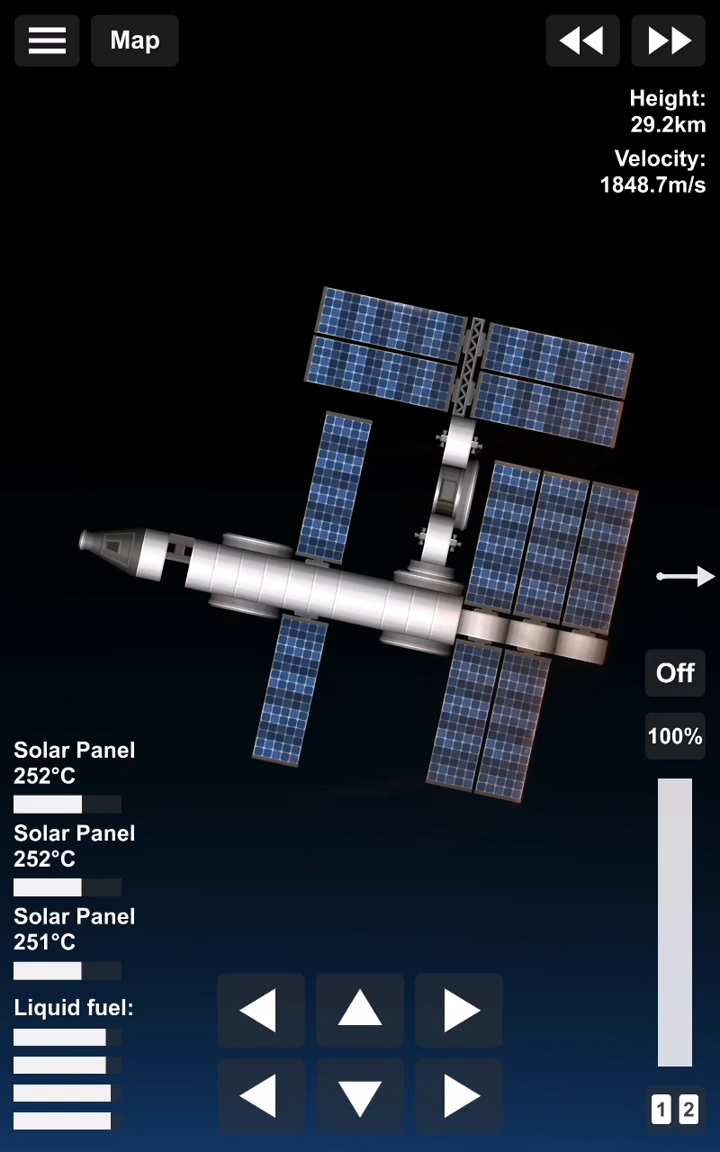 Map
Height:
29.2km
Velocity:
1848.7m/s
Off
100%
Solar Panel
252°C
Solar Panel
252°C
Solar Panel
251°C
Liquid fuel:
1 2